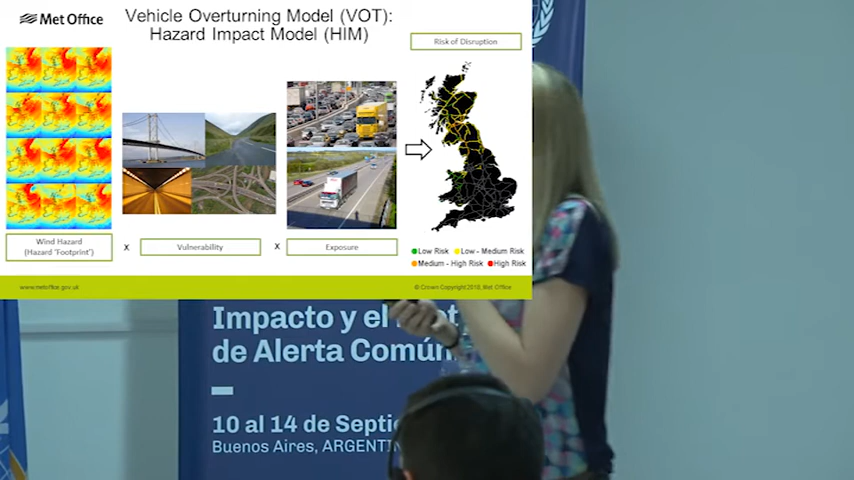 Met Office
Vehicle Overturning Model (VOT):
Hazard Impact Model (HIM)
Risk of Disruption
Wind Hazard
(Hazard 'Footprint')
x
Vulnerability
x
Exposure
Low Risk
Low - Medium Risk
Medium - High Risk
High Risk
www.metoffice.gov.uk
© Crown Copyright 2018, Met Office
Impacto y el
de Alerta Común
10 al 14 de Septie
Buenos Aires, ARGENTIN